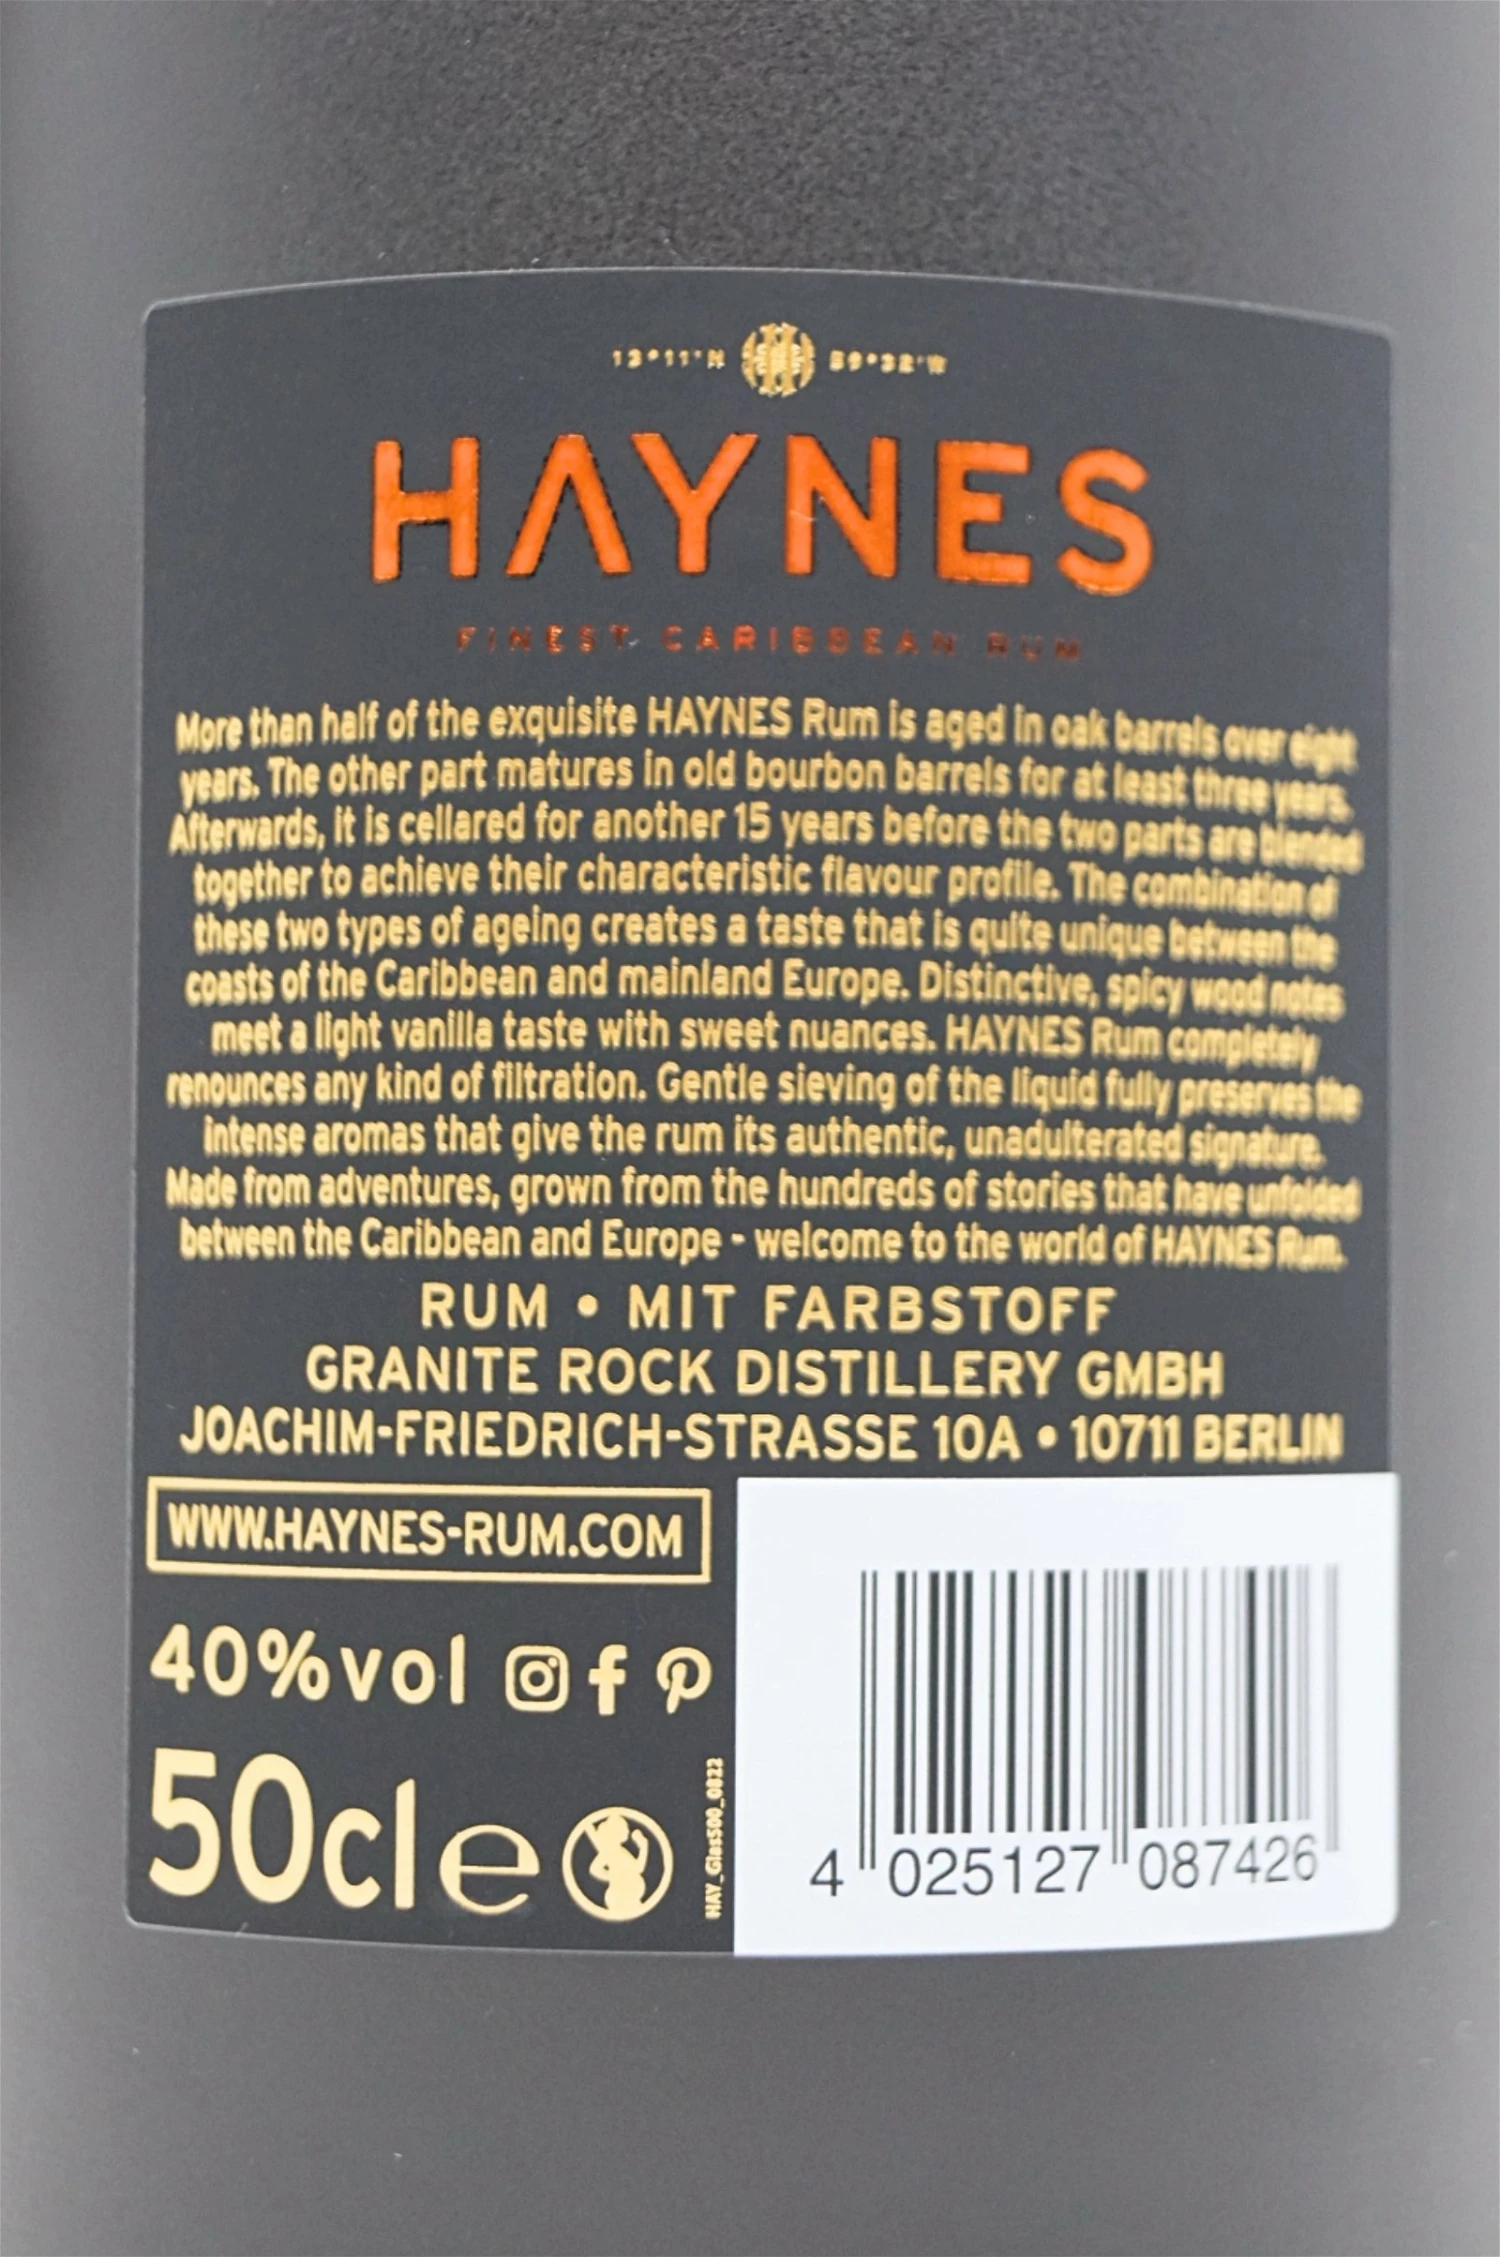 13°11'N 59°32'W
HAYNES
FINEST CARIBBEAN RUM
More than half of the exquisite HAYNES Rum is aged in oak barrels over eight
years. The other part matures in old bourbon barrels for at least three years.
Afterwards, it is cellared for another 15 years before the two parts are blended
together to achieve their characteristic flavour profile. The combination of
these two types of ageing creates a taste that is quite unique between the
coasts of the Caribbean and mainland Europe. Distinctive, spicy wood notes
meet a light vanilla taste with sweet nuances. HAYNES Rum completely
renounces any kind of filtration. Gentle sieving of the liquid fully preserves the
intense aromas that give the rum its authentic, unadulterated signature.
Made from adventures, grown from the hundreds of stories that have unfolded
between the Caribbean and Europe - welcome to the world of HAYNES Rum.
RUM • MIT FARBSTOFF
GRANITE ROCK DISTILLERY GMBH
JOACHIM-FRIEDRICH-STRASSE 10A • 10711 BERLIN
WWW.HAYNES-RUM.COM
40%vol
50cl e
HAY_Glas500_0822
4 025127 087426